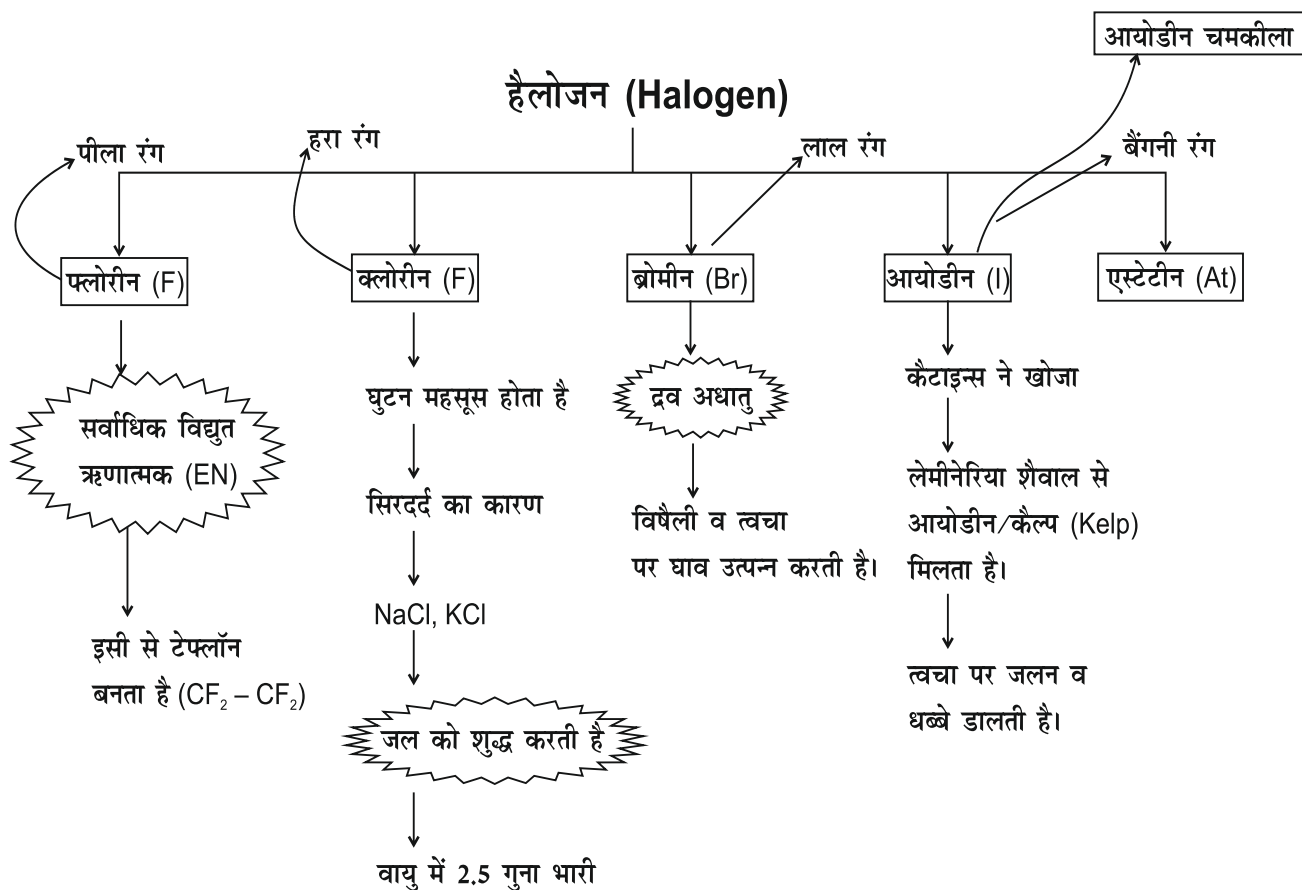 आयोडीन चमकीला
हैलोजन (Halogen)
पीला रंग
हरा रंग
लाल रंग
बैंगनी रंग
फ्लोरीन (F)
क्लोरीन (F)
ब्रोमीन (Br)
आयोडीन (I)
एस्टेटीन (At)
सर्वाधिक विद्युत
ऋणात्मक (EN)
इसी से टेफ्लॉन
बनता है (CF₂ – CF₂)
घुटन महसूस होता है
सिरदर्द का कारण
NaCl, KCl
जल को शुद्ध करती है
वायु में 2.5 गुना भारी
द्रव अधातु
विषैली व त्वचा
पर घाव उत्पन्न करती है।
कैटाइन्स ने खोजा
लेमीनेरिया शैवाल से
आयोडीन/कैल्प (Kelp)
मिलता है।
त्वचा पर जलन व
धब्बे डालती है।